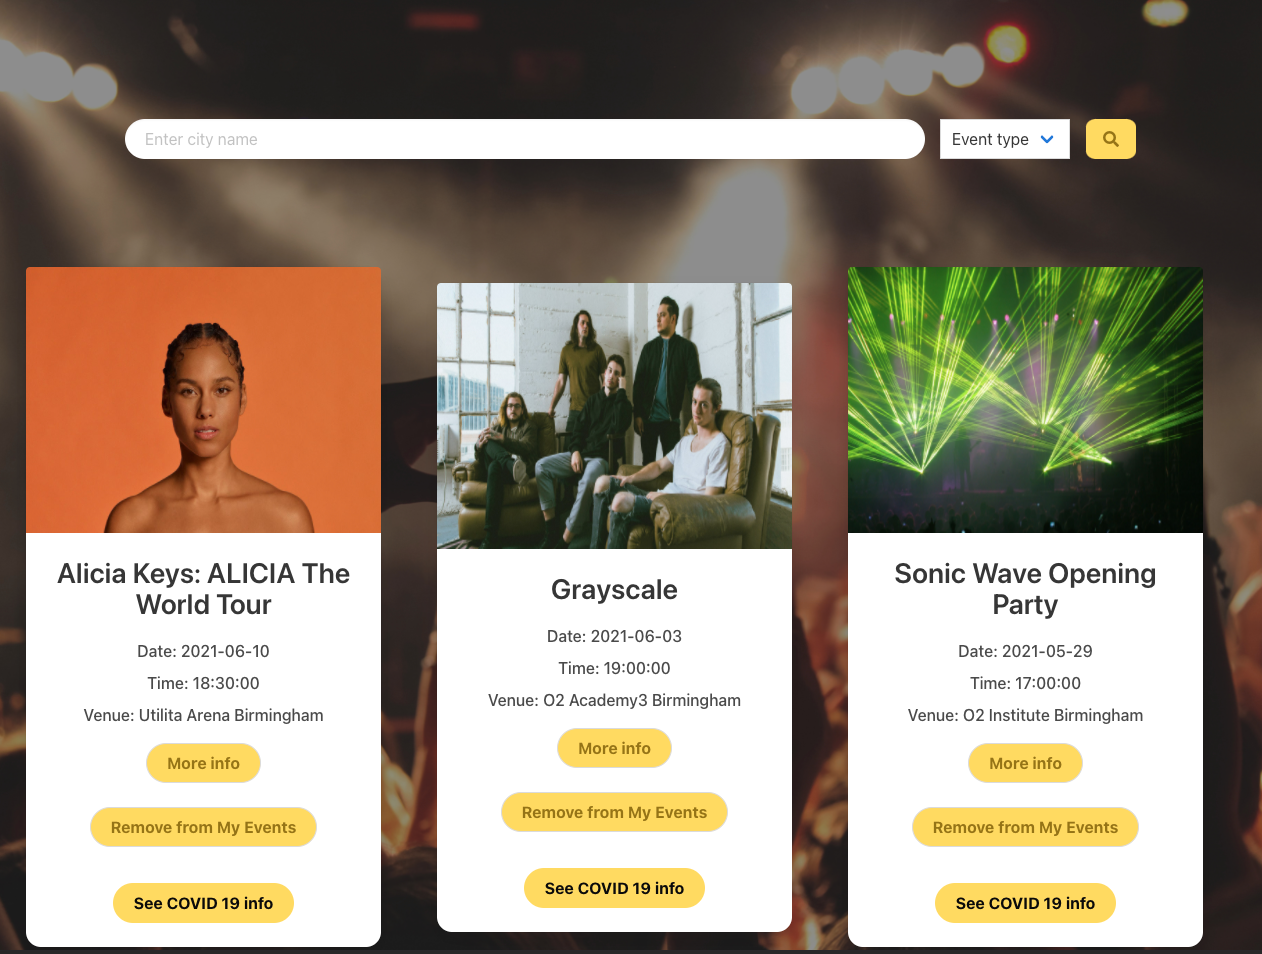 Enter city name
Event type
Alicia Keys: ALICIA The
World Tour
Date: 2021-06-10
Time: 18:30:00
Venue: Utilita Arena Birmingham
More info
Remove from My Events
See COVID 19 info
Grayscale
Date: 2021-06-03
Time: 19:00:00
Venue: O2 Academy3 Birmingham
More info
Remove from My Events
See COVID 19 info
Sonic Wave Opening
Party
Date: 2021-05-29
Time: 17:00:00
Venue: O2 Institute Birmingham
More info
Remove from My Events
See COVID 19 info